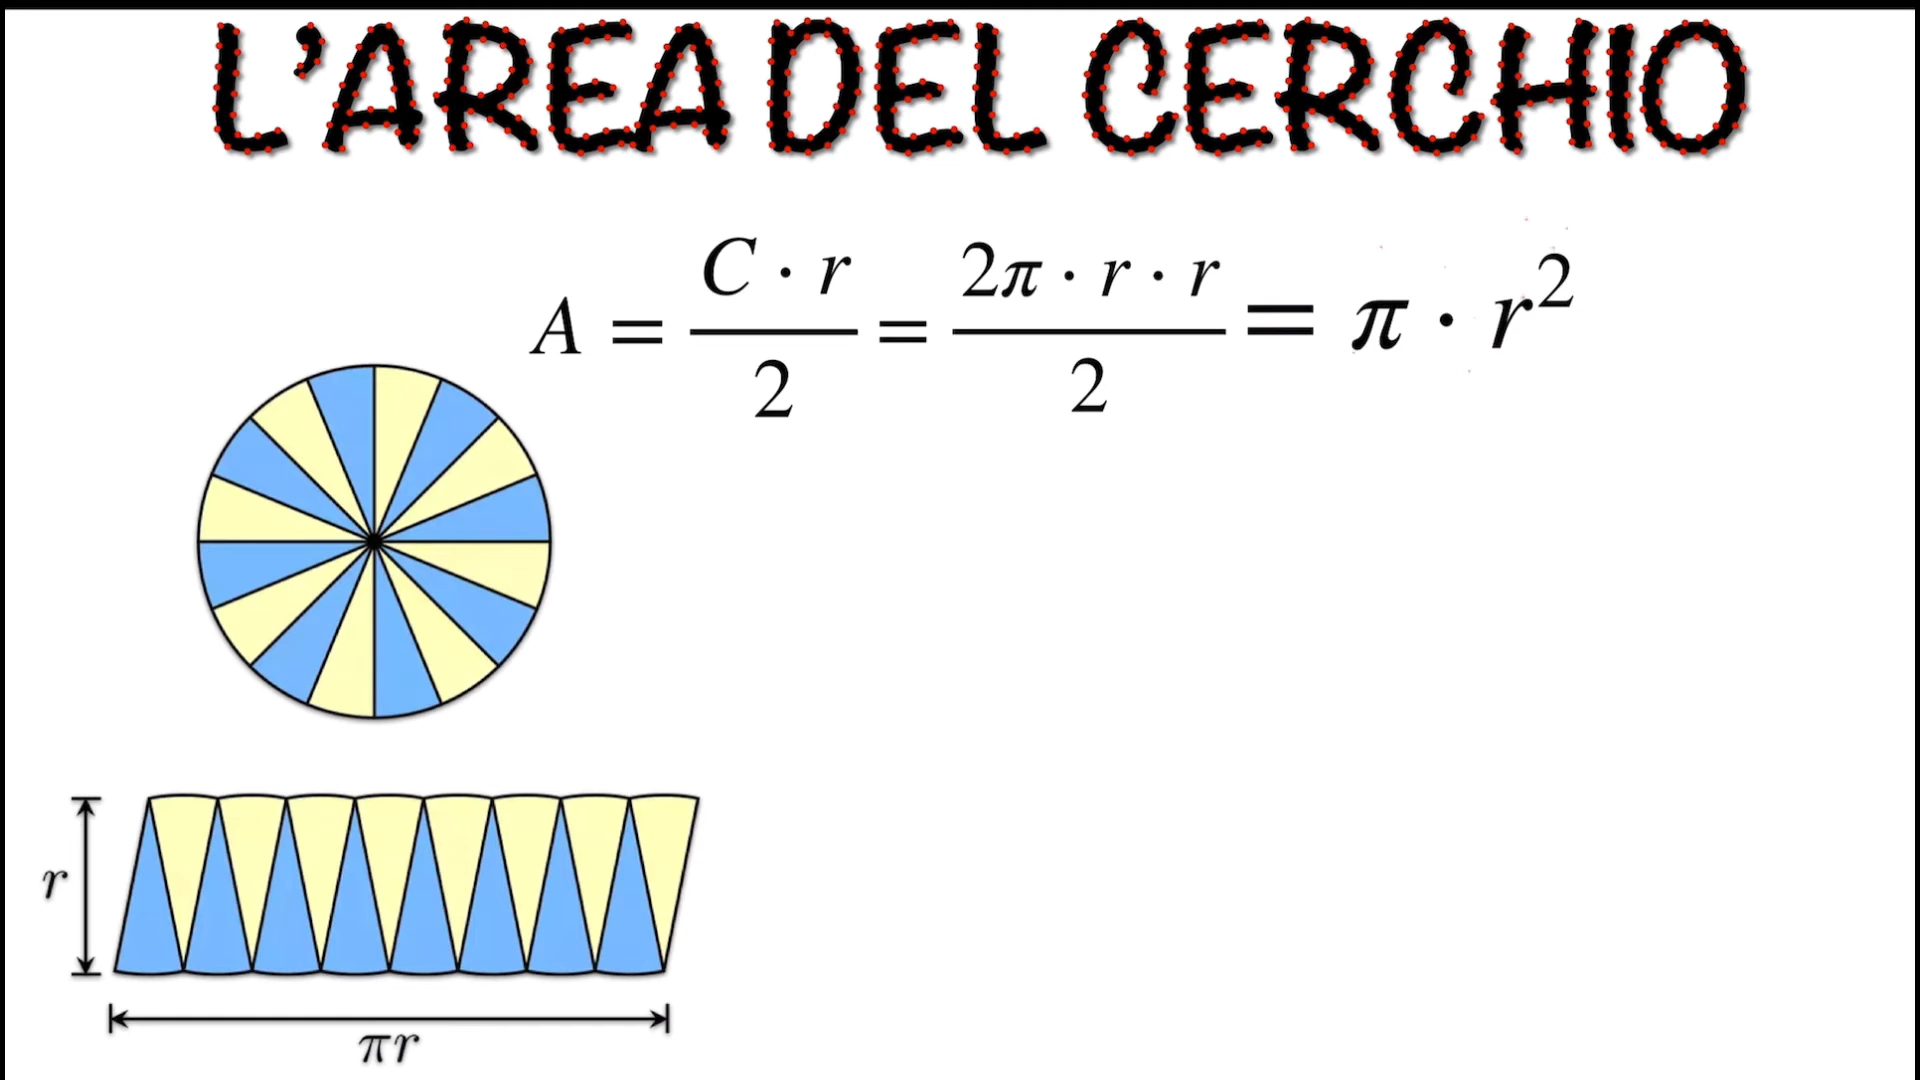 L'AREA DEL CERCHIO
A = C · r / 2 = 2π · r · r / 2 = π · r²
r
πr